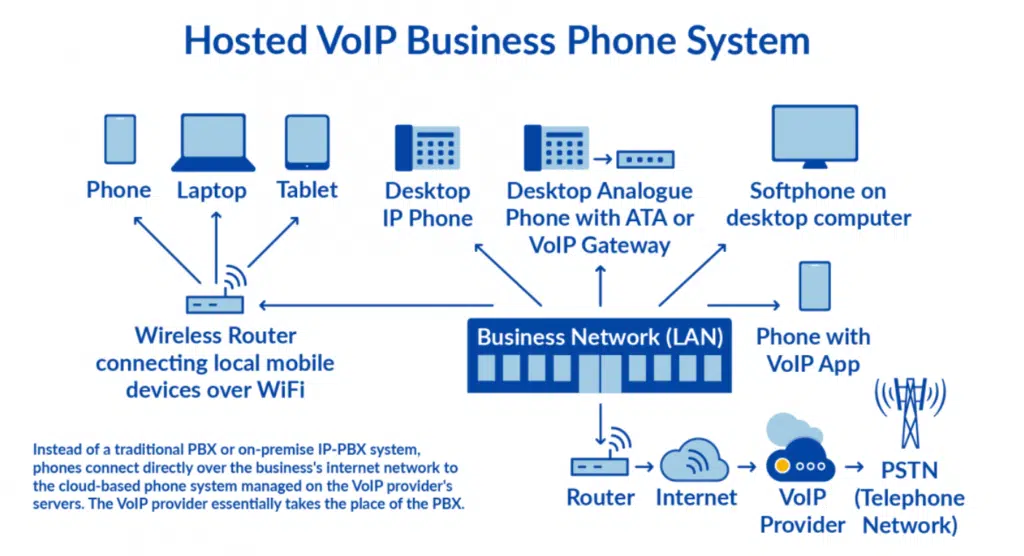 Hosted VoIP Business Phone System
Phone
Laptop
Tablet
Desktop
IP Phone
Desktop Analogue
Phone with ATA or
VoIP Gateway
Softphone on
desktop computer
Wireless Router
connecting local mobile
devices over WiFi
Business Network (LAN)
Phone with
VoIP App
Instead of a traditional PBX or on-premise IP-PBX system,
phones connect directly over the business's internet network to
the cloud-based phone system managed on the VoIP provider's
servers. The VoIP provider essentially takes the place of the PBX.
Router
Internet
VoIP
Provider
PSTN
(Telephone
Network)